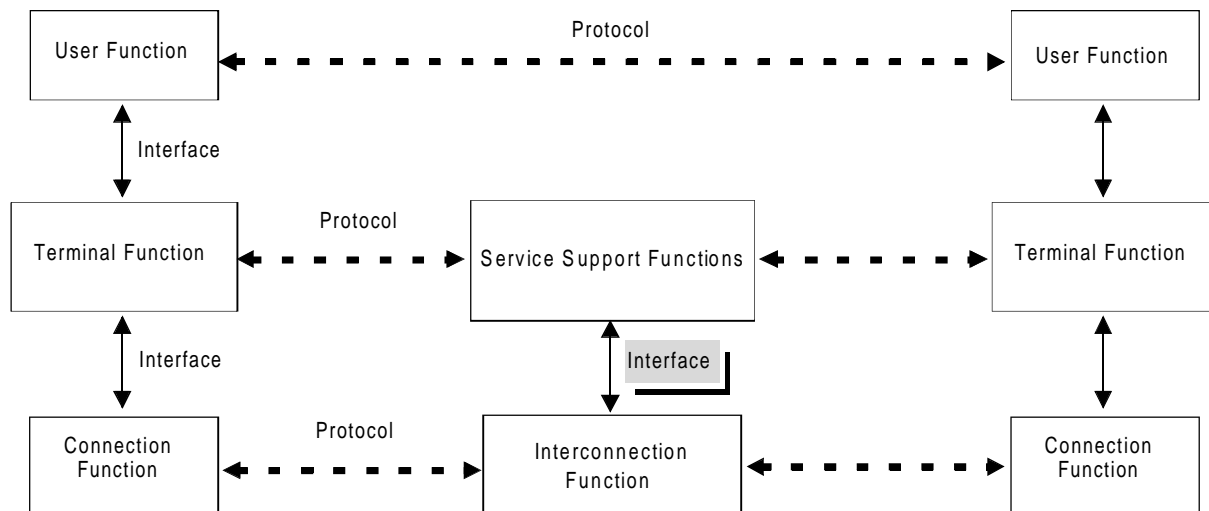 Protocol
User Function
User Function
Interface
Protocol
Terminal Function
Service Support Functions
Terminal Function
Interface
Interface
Protocol
Connection
Function
Interconnection
Function
Connection
Function